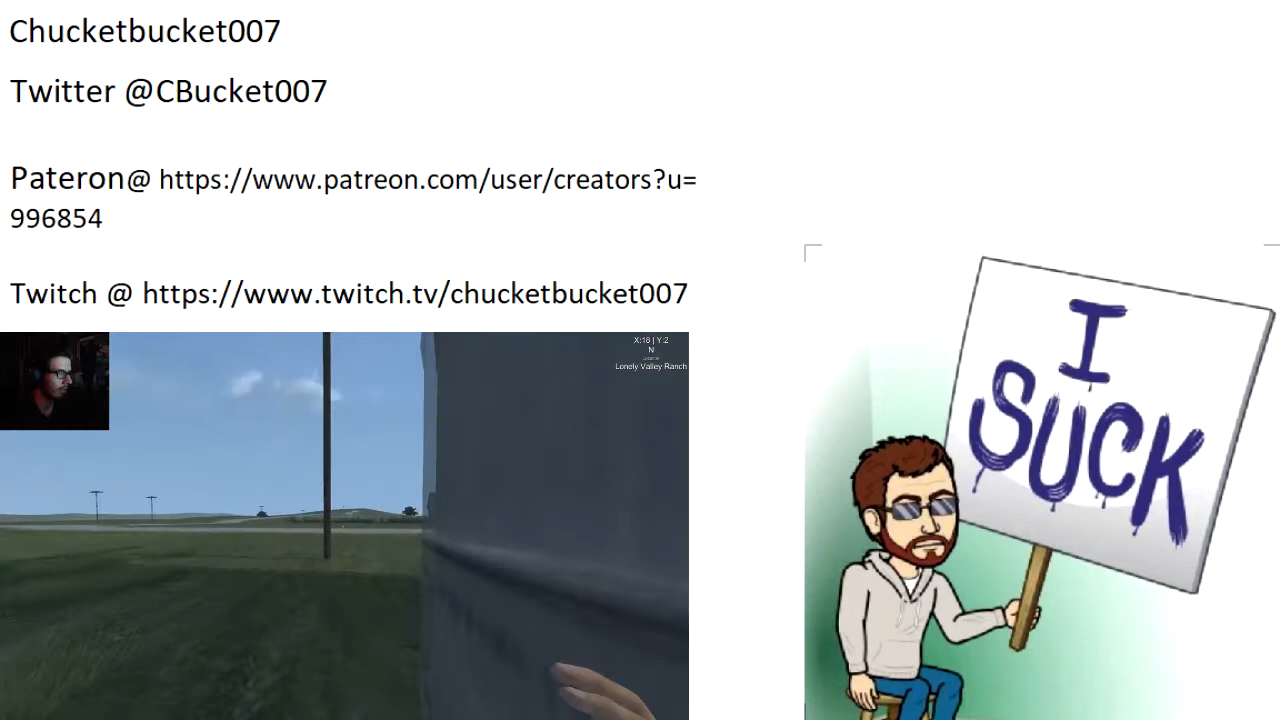 Chucketbucket007
Twitter @CBucket007
Pateron@ https://www.patreon.com/user/creators?u=
996854
Twitch @ https://www.twitch.tv/chucketbucket007
X:18 | Y:2
N
Lonely Valley Ranch
I
SUCK